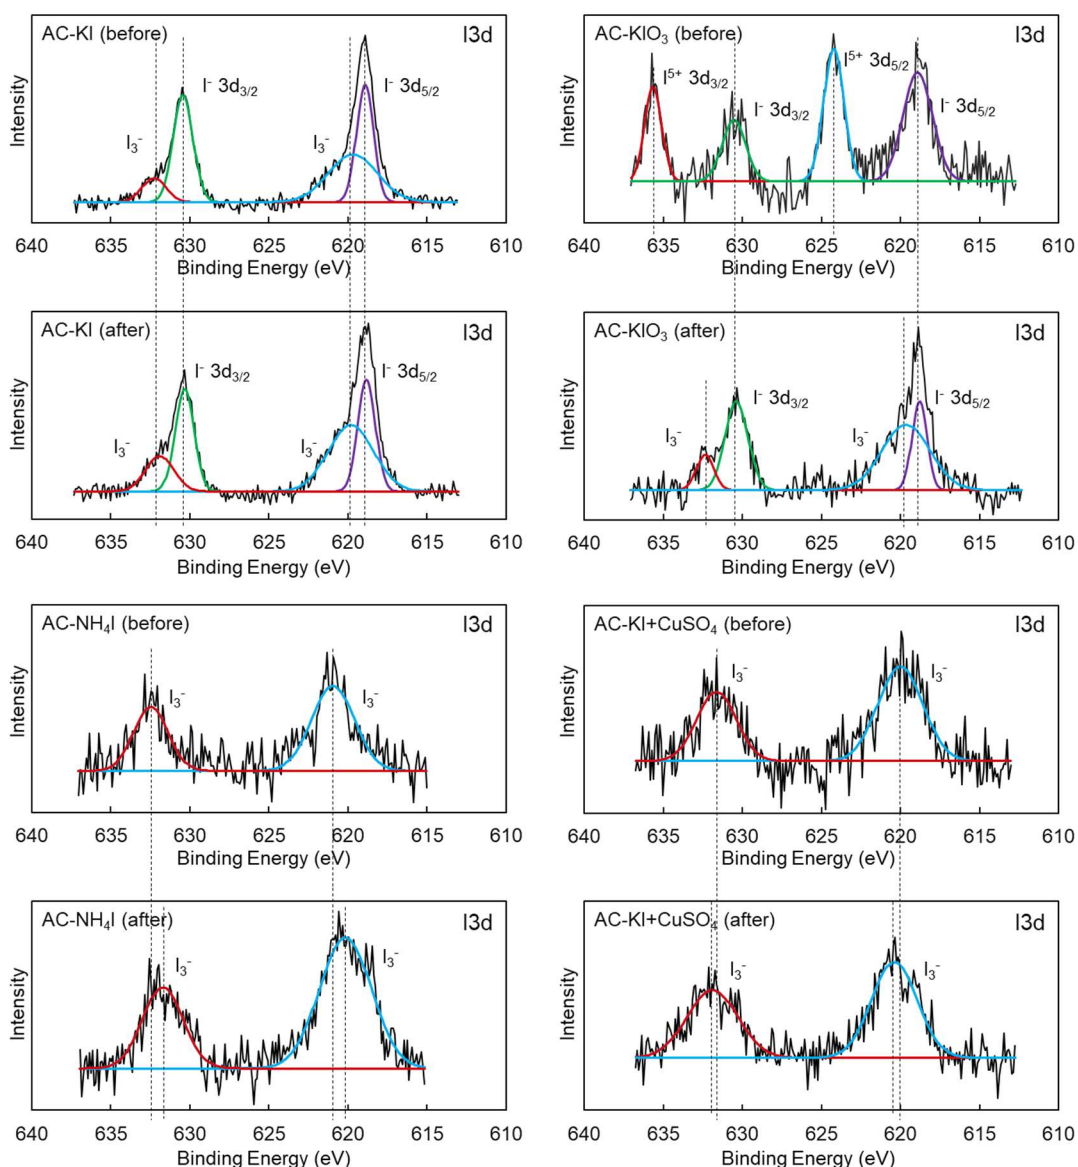 AC-KI (before) I3d
I⁻ 3d₃/₂
I⁻ 3d₅/₂
I₃⁻
I₃⁻
Intensity
640 635 630 625 620 615 610
Binding Energy (eV)
AC-KIO₃ (before) I3d
I⁵⁺ 3d₃/₂
I⁵⁺ 3d₅/₂
I⁻ 3d₃/₂
I⁻ 3d₅/₂
Intensity
640 635 630 625 620 615 610
Binding Energy (eV)
AC-KI (after) I3d
I⁻ 3d₃/₂
I⁻ 3d₅/₂
I₃⁻
I₃⁻
Intensity
640 635 630 625 620 615 610
Binding Energy (eV)
AC-KIO₃ (after) I3d
I⁻ 3d₃/₂
I⁻ 3d₅/₂
I₃⁻
I₃⁻
Intensity
640 635 630 625 620 615 610
Binding Energy (eV)
AC-NH₄I (before) I3d
I₃⁻
I₃⁻
Intensity
640 635 630 625 620 615 610
Binding Energy (eV)
AC-KI+CuSO₄ (before) I3d
I₃⁻
I₃⁻
Intensity
640 635 630 625 620 615 610
Binding Energy (eV)
AC-NH₄I (after) I3d
I₃⁻
I₃⁻
Intensity
640 635 630 625 620 615 610
Binding Energy (eV)
AC-KI+CuSO₄ (after) I3d
I₃⁻
I₃⁻
Intensity
640 635 630 625 620 615 610
Binding Energy (eV)